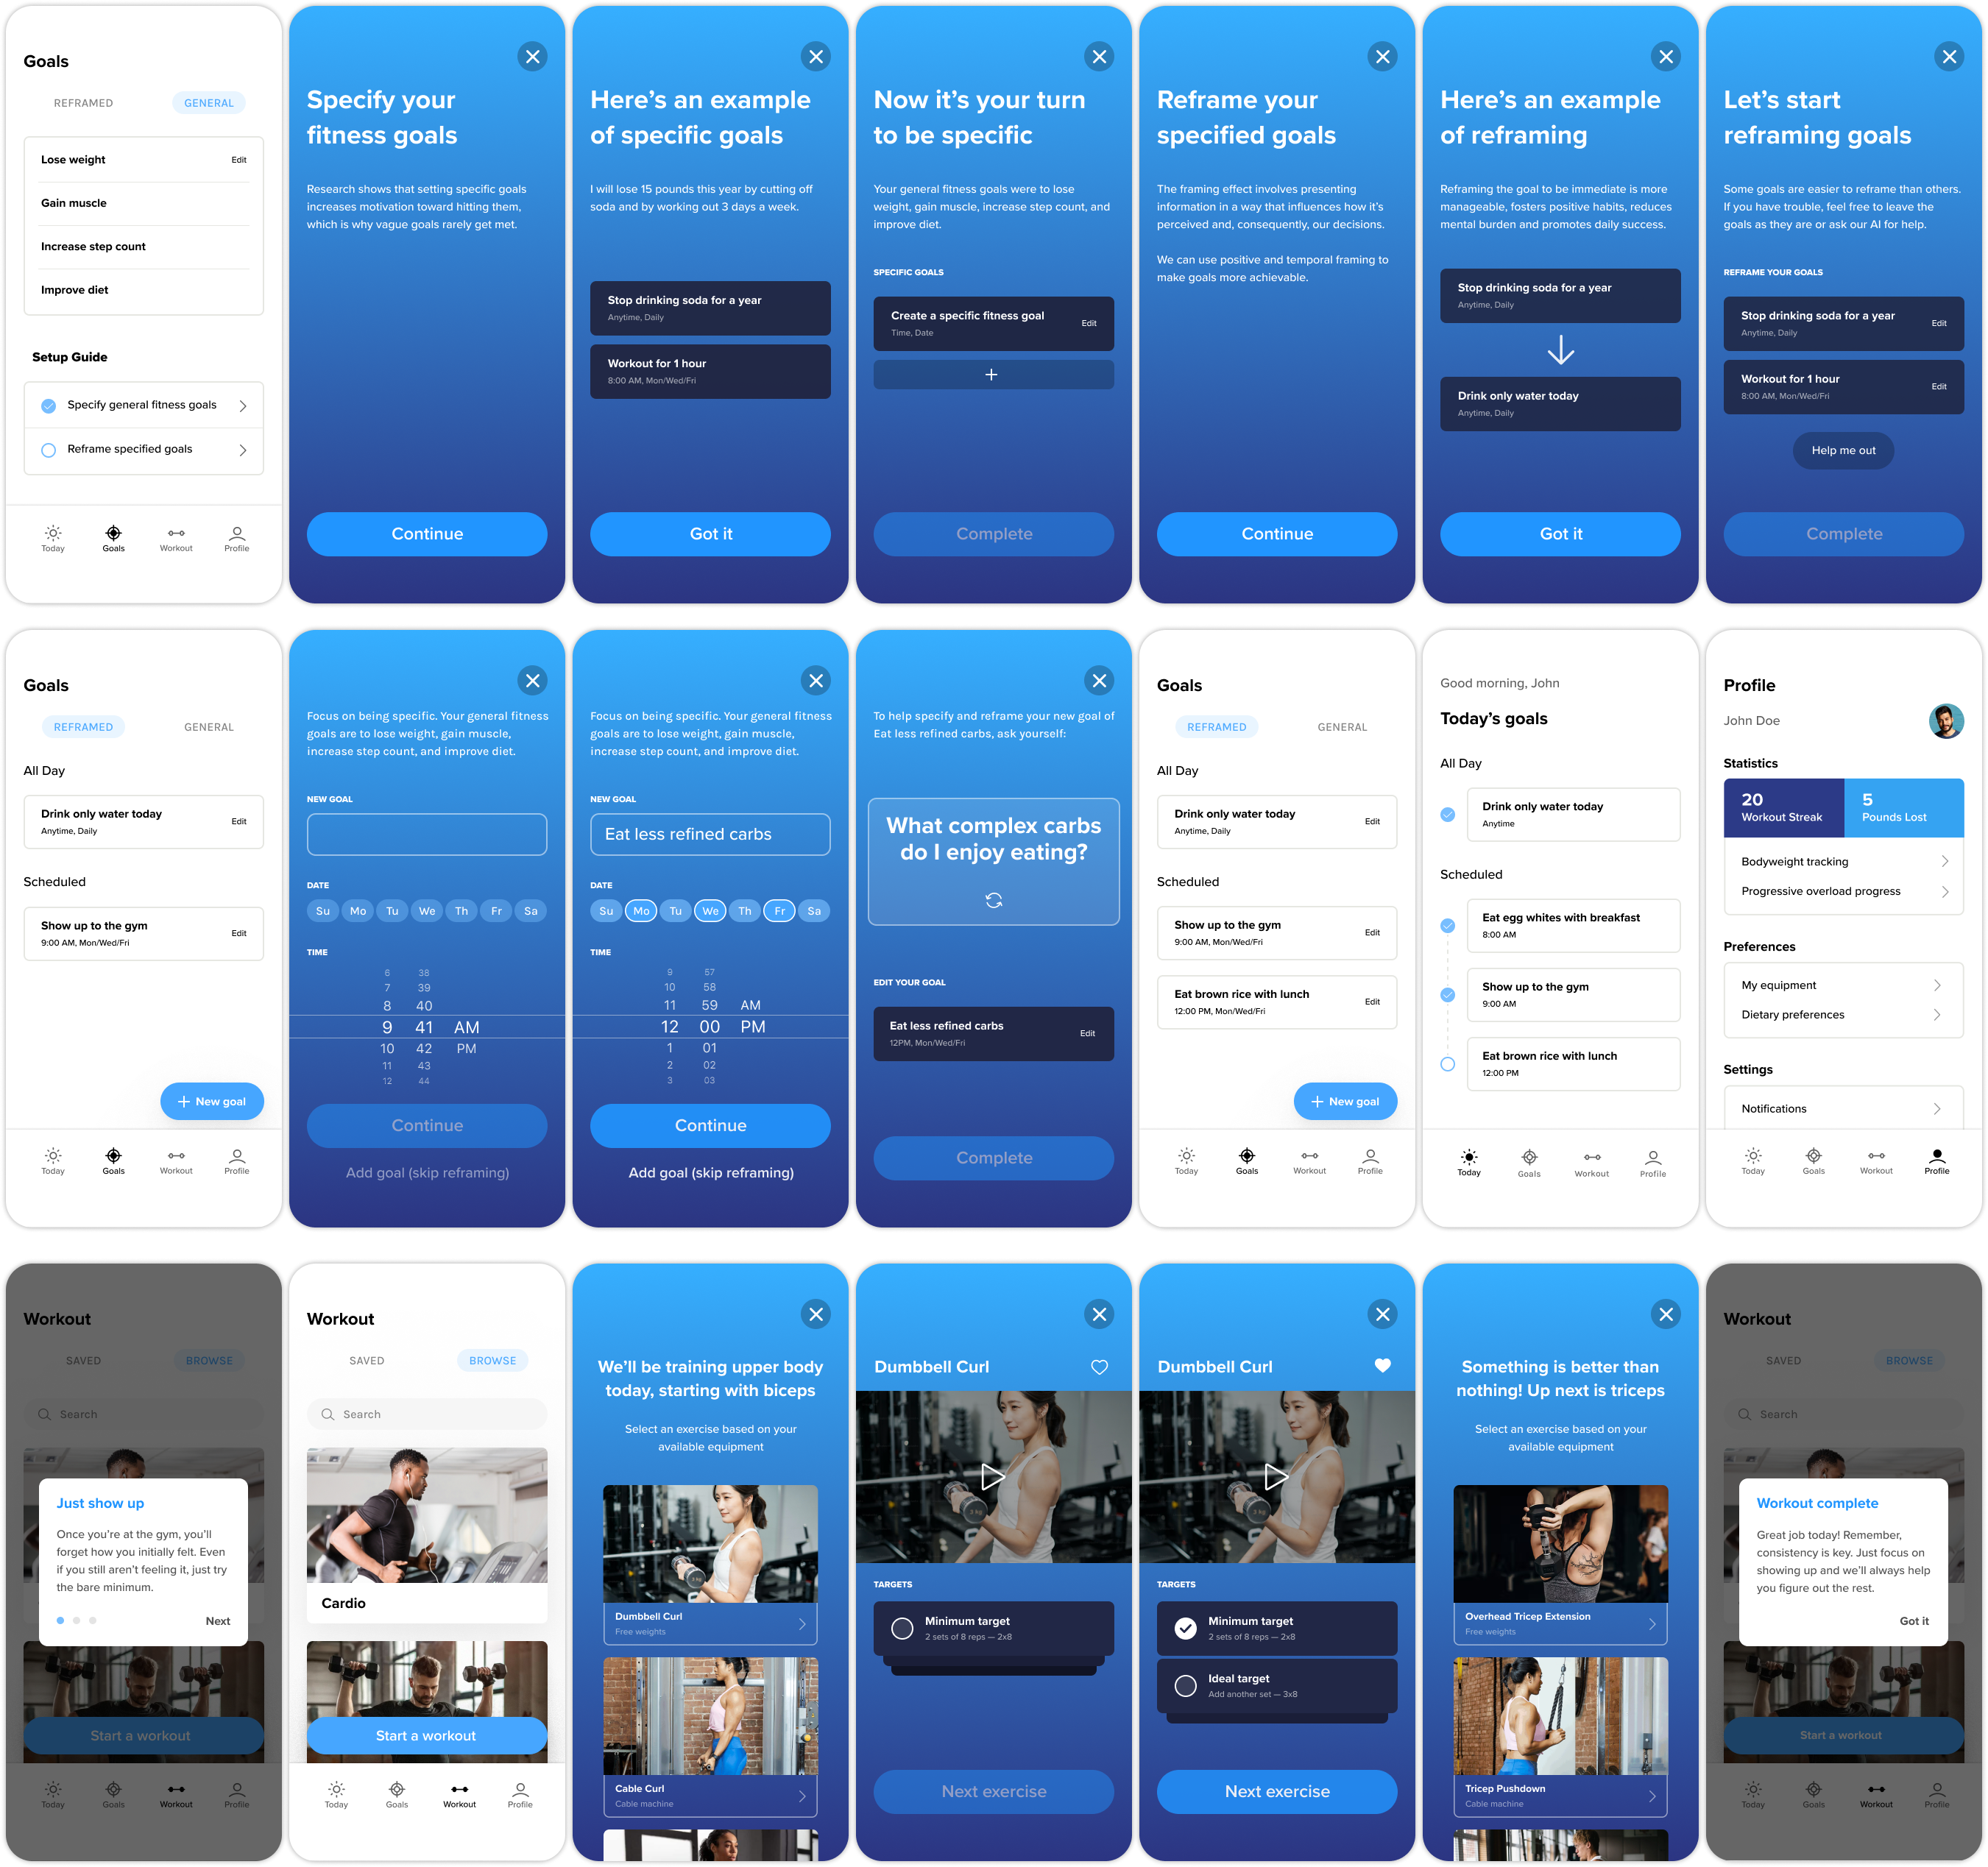 Goals
REFRAMED GENERAL
Lose weight Edit
Gain muscle
Increase step count
Improve diet
Setup Guide
Specify general fitness goals
Reframe specified goals
Today Goals Workout Profile
Specify your
fitness goals
Research shows that setting specific goals
increases motivation toward hitting them,
which is why vague goals rarely get met.
Continue
Here’s an example
of specific goals
I will lose 15 pounds this year by cutting off
soda and by working out 3 days a week.
Stop drinking soda for a year
Anytime, Daily
Workout for 1 hour
8:00 AM, Mon/Wed/Fri
Got it
Now it’s your turn
to be specific
Your general fitness goals were to lose
weight, gain muscle, increase step count, and
improve diet.
SPECIFIC GOALS
Create a specific fitness goal
Time, Date
Edit
+
Complete
Reframe your
specified goals
The framing effect involves presenting
information in a way that influences how it’s
perceived and, consequently, our decisions.
We can use positive and temporal framing to
make goals more achievable.
Continue
Here’s an example
of reframing
Reframing the goal to be immediate is more
manageable, fosters positive habits, reduces
mental burden and promotes daily success.
Stop drinking soda for a year
Anytime, Daily
Drink only water today
Anytime, Daily
Got it
Let’s start
reframing goals
Some goals are easier to reframe than others.
If you have trouble, feel free to leave the
goals as they are or ask our AI for help.
REFRAME YOUR GOALS
Stop drinking soda for a year
Anytime, Daily
Edit
Workout for 1 hour
8:00 AM, Mon/Wed/Fri
Edit
Help me out
Complete
Goals
REFRAMED GENERAL
All Day
Drink only water today
Anytime, Daily
Edit
Scheduled
Show up to the gym
9:00 AM, Mon/Wed/Fri
Edit
+ New goal
Today Goals Workout Profile
Focus on being specific. Your general fitness
goals are to lose weight, gain muscle,
increase step count, and improve diet.
NEW GOAL
DATE
Su Mo Tu We Th Fr Sa
TIME
6 38
7 39
8 40
9 41 AM
10 42 PM
11 43
12 44
Continue
Add goal (skip reframing)
Focus on being specific. Your general fitness
goals are to lose weight, gain muscle,
increase step count, and improve diet.
NEW GOAL
Eat less refined carbs
DATE
Su Mo Tu We Th Fr Sa
TIME
9 57
10 58
11 59 AM
12 00 PM
1 01
2 02
3 03
Continue
Add goal (skip reframing)
To help specify and reframe your new goal of
Eat less refined carbs, ask yourself:
What complex carbs
do I enjoy eating?
EDIT YOUR GOAL
Eat less refined carbs
12PM, Mon/Wed/Fri
Edit
Complete
Goals
REFRAMED GENERAL
All Day
Drink only water today
Anytime, Daily
Edit
Scheduled
Show up to the gym
9:00 AM, Mon/Wed/Fri
Edit
Eat brown rice with lunch
12:00 PM, Mon/Wed/Fri
Edit
+ New goal
Today Goals Workout Profile
Good morning, John
Today’s goals
All Day
Drink only water today
Anytime
Scheduled
Eat egg whites with breakfast
8:00 AM
Show up to the gym
9:00 AM
Eat brown rice with lunch
12:00 PM
Today Goals Workout Profile
Profile
John Doe
Statistics
20
Workout Streak
5
Pounds Lost
Bodyweight tracking
Progressive overload progress
Preferences
My equipment
Dietary preferences
Settings
Notifications
Today Goals Workout Profile
Workout
SAVED BROWSE
Search
Just show up
Once you’re at the gym, you’ll
forget how you initially felt. Even
if you still aren’t feeling it, just try
the bare minimum.
Next
Start a workout
Today Goals Workout Profile
Workout
SAVED BROWSE
Search
Cardio
Start a workout
Today Goals Workout Profile
We’ll be training upper body
today, starting with biceps
Select an exercise based on your
available equipment
Dumbbell Curl
Free weights
Cable Curl
Cable machine
Dumbbell Curl
TARGETS
Minimum target
2 sets of 8 reps — 2x8
Next exercise
Dumbbell Curl
TARGETS
Minimum target
2 sets of 8 reps — 2x8
Ideal target
Add another set — 3x8
Next exercise
Something is better than
nothing! Up next is triceps
Select an exercise based on your
available equipment
Overhead Tricep Extension
Free weights
Tricep Pushdown
Cable machine
Workout
SAVED BROWSE
Search
Workout complete
Great job today! Remember,
consistency is key. Just focus on
showing up and we’ll always help
you figure out the rest.
Got it
Start a workout
Today Goals Workout Profile